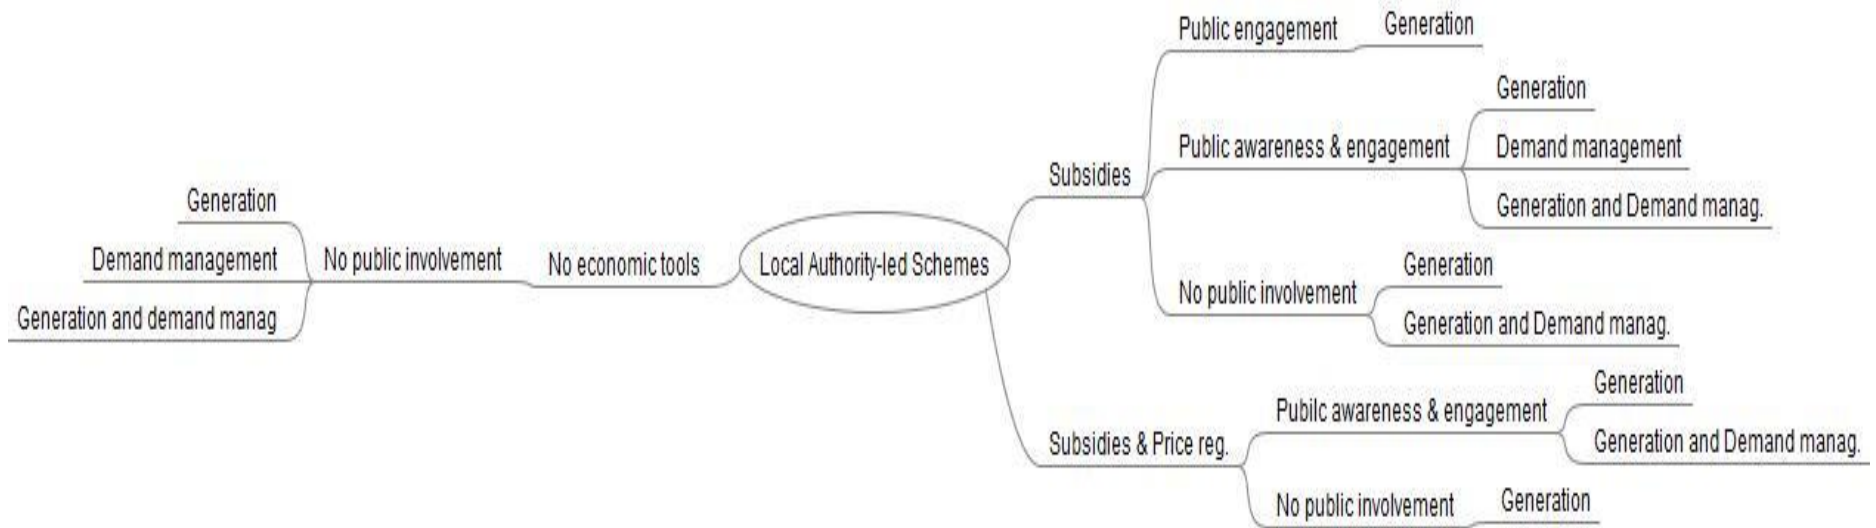 Generation
Demand management
Generation and demand manag
No public involvement
No economic tools
Local Authority-led Schemes
Subsidies
Public engagement
Generation
Public awareness & engagement
Generation
Demand management
Generation and Demand manag.
No public involvement
Generation
Generation and Demand manag.
Subsidies & Price reg.
Pubilc awareness & engagement
Generation
Generation and Demand manag.
No public involvement
Generation